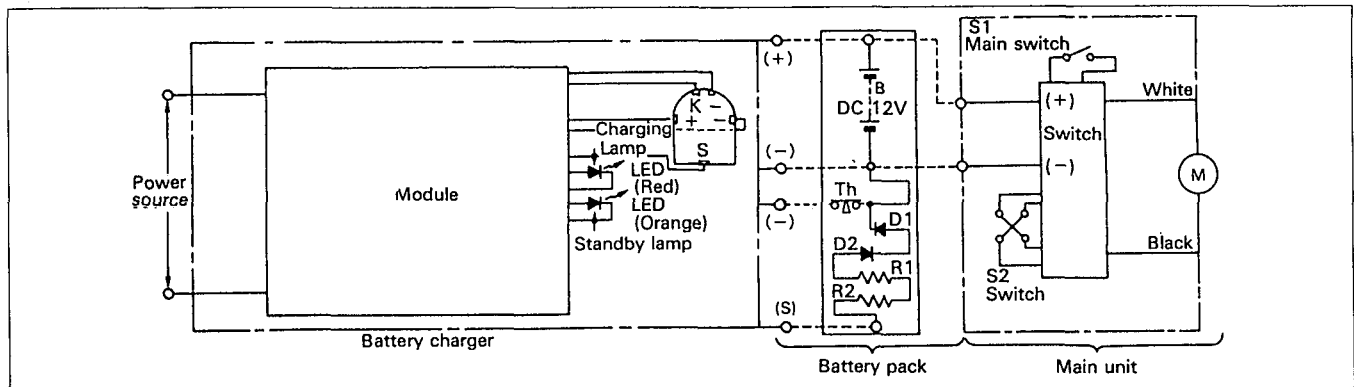 Power
source
Module
K −
+ −
S
Charging
Lamp
LED
(Red)
LED
(Orange)
Standby lamp
Battery charger
(+)
(−)
(−)
(S)
B
DC 12V
Th
D1
D2
R1
R2
Battery pack
S1
Main switch
(+)
Switch
(−)
S2
Switch
White
M
Black
Main unit